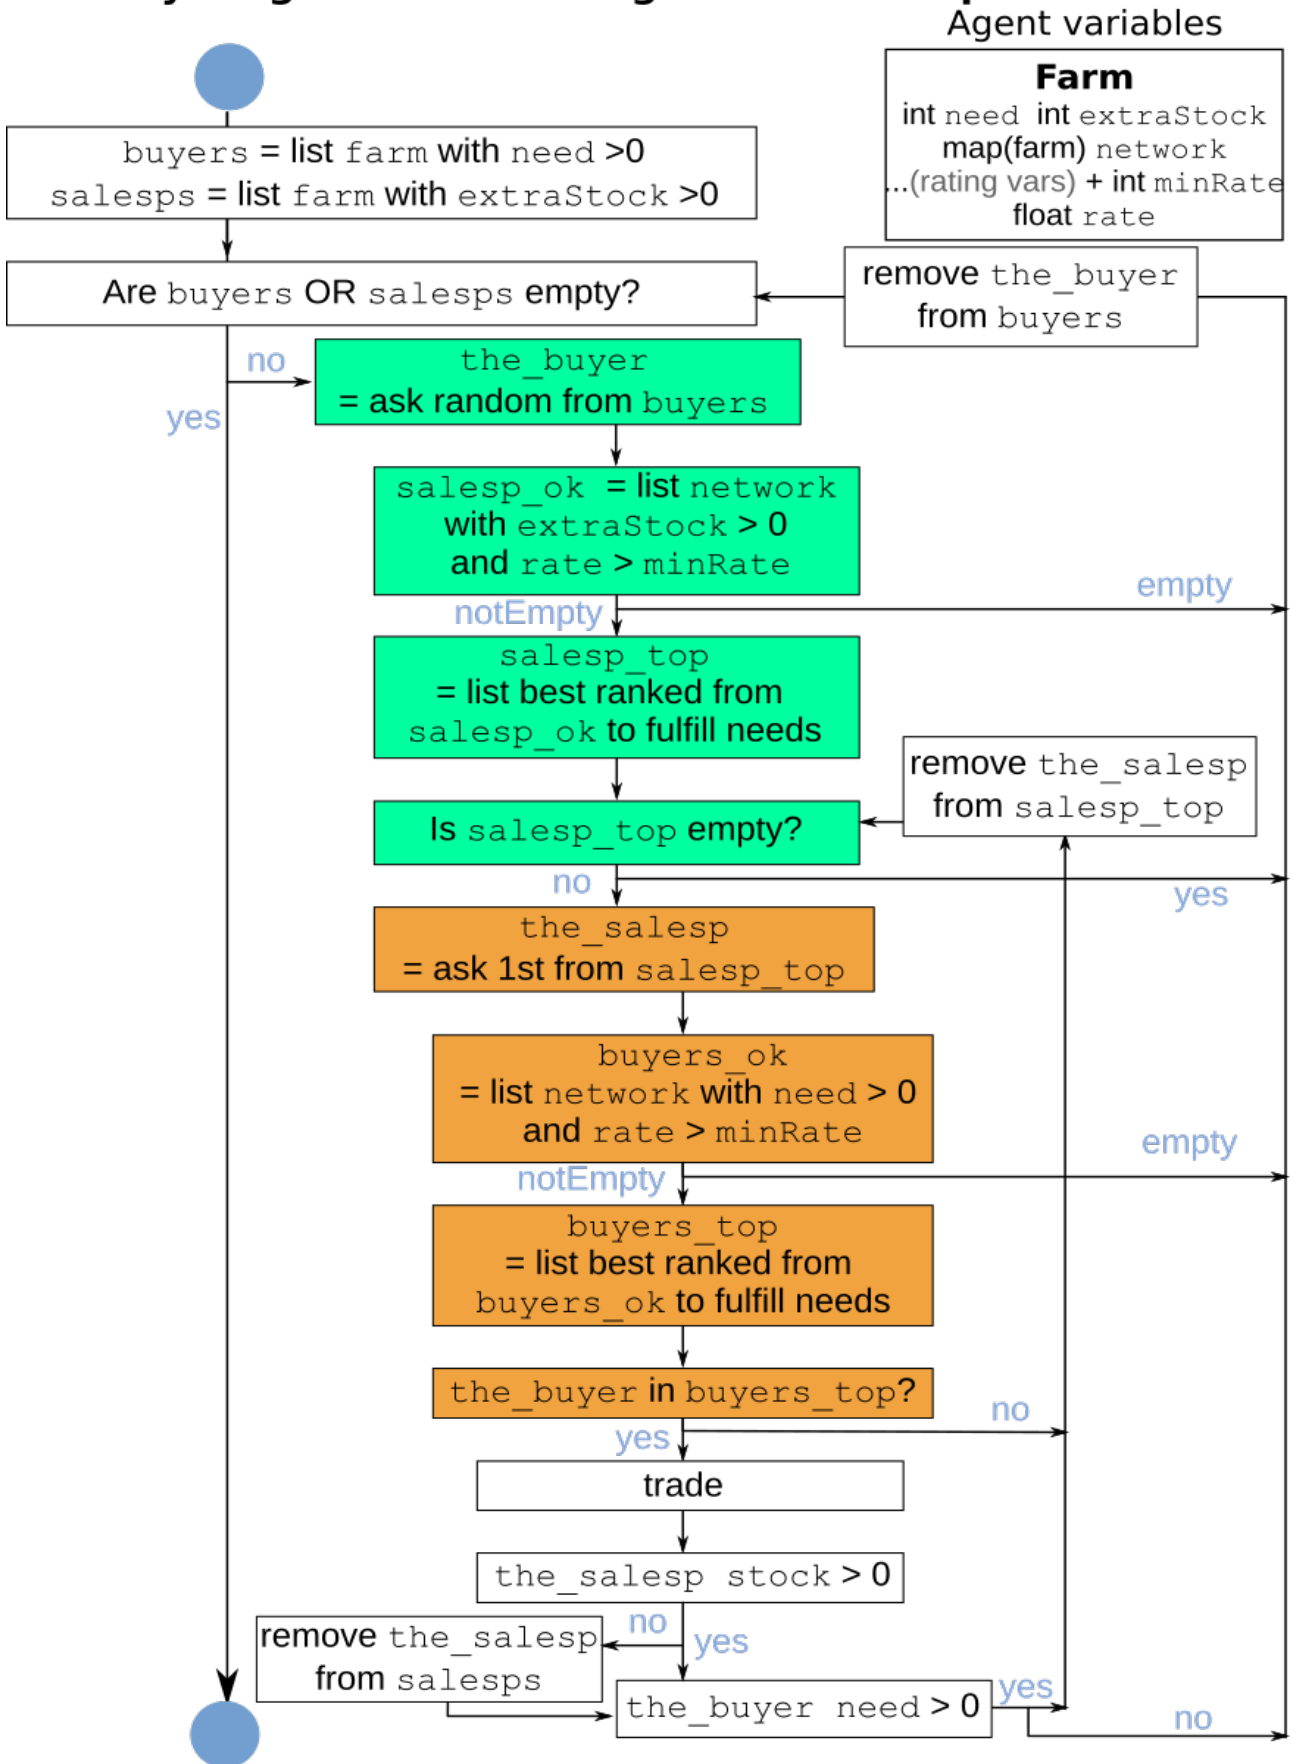 Agent variables
Farm
int need int extraStock
map(farm) network
...(rating vars) + int minRate
float rate
buyers = list farm with need >0
salesps = list farm with extraStock >0
Are buyers OR salesps empty?
remove the_buyer
from buyers
no
yes
the_buyer
= ask random from buyers
salesp_ok = list network
with extraStock > 0
and rate > minRate
notEmpty
empty
salesp_top
= list best ranked from
salesp_ok to fulfill needs
remove the_salesp
from salesp_top
Is salesp_top empty?
no
yes
the_salesp
= ask 1st from salesp_top
buyers_ok
= list network with need > 0
and rate > minRate
notEmpty
empty
buyers_top
= list best ranked from
buyers_ok to fulfill needs
the_buyer in buyers_top?
no
yes
trade
the_salesp stock > 0
no
yes
remove the_salesp
from salesps
the_buyer need > 0
yes
no